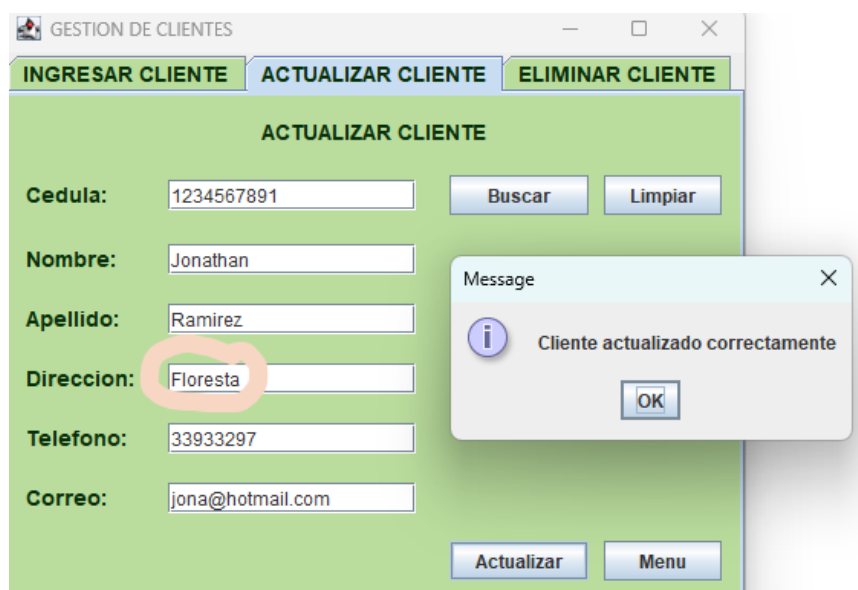 GESTION DE CLIENTES
INGRESAR CLIENTE ACTUALIZAR CLIENTE ELIMINAR CLIENTE
ACTUALIZAR CLIENTE
Cedula: 1234567891 Buscar Limpiar
Nombre: Jonathan
Message
Apellido: Ramirez
Cliente actualizado correctamente
Direccion: Floresta
OK
Telefono: 33933297
Correo: jona@hotmail.com
Actualizar Menu